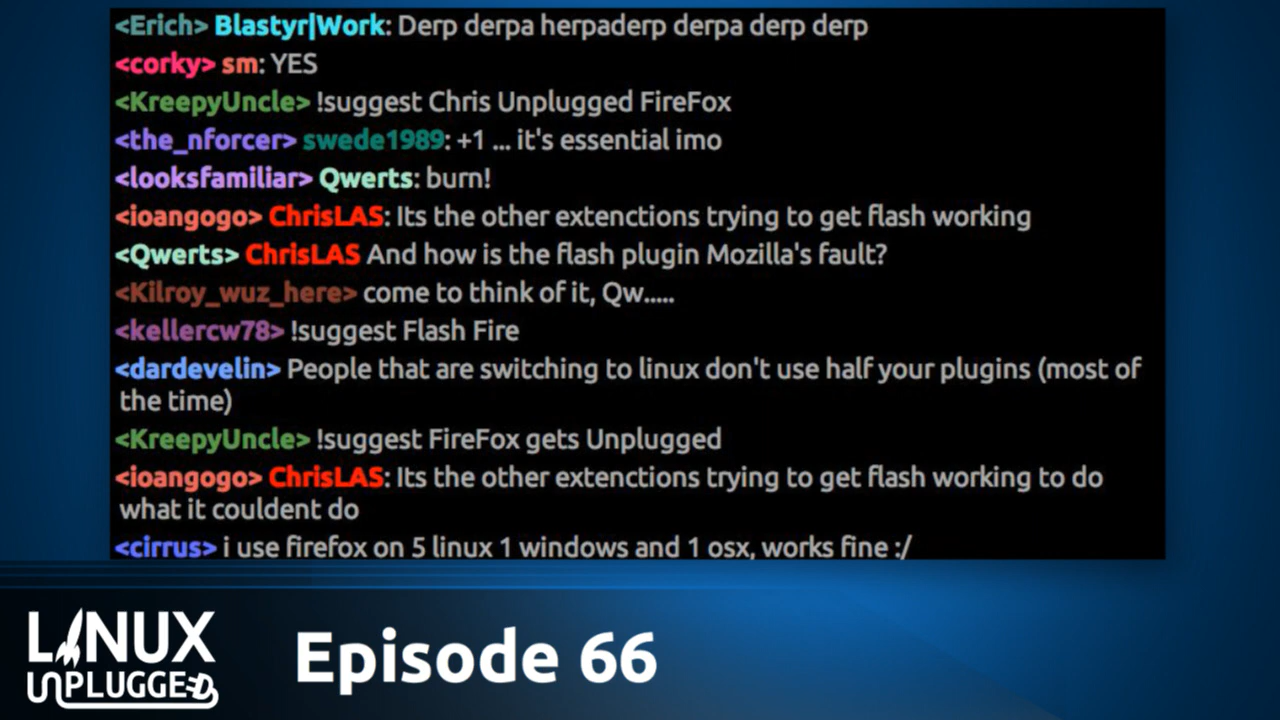 <Erich> Blastyr|Work: Derp derpa herpaderp derpa derp derp
<corky> sm: YES
<KreepyUncle> !suggest Chris Unplugged FireFox
<the_nforcer> swede1989: +1 ... it's essential imo
<looksfamiliar> Qwerts: burn!
<ioangogo> ChrisLAS: Its the other extenctions trying to get flash working
<Qwerts> ChrisLAS And how is the flash plugin Mozilla's fault?
<Kilroy_wuz_here> come to think of it, Qw.....
<kellercw78> !suggest Flash Fire
<dardevelin> People that are switching to linux don't use half your plugins (most of
the time)
<KreepyUncle> !suggest FireFox gets Unplugged
<ioangogo> ChrisLAS: Its the other extenctions trying to get flash working to do
what it couldent do
<cirrus> i use firefox on 5 linux 1 windows and 1 osx, works fine :/
LINUX
UNPLUGGED
Episode 66